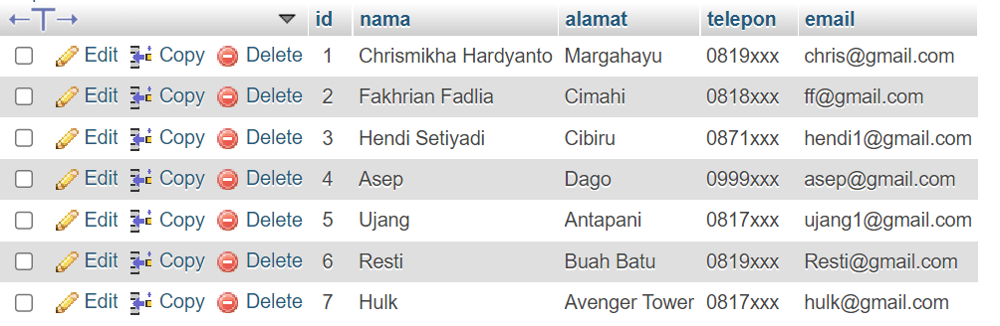 id nama alamat telepon email
Edit Copy Delete 1 Chrismikha Hardyanto Margahayu 0819xxx chris@gmail.com
Edit Copy Delete 2 Fakhrian Fadlia Cimahi 0818xxx ff@gmail.com
Edit Copy Delete 3 Hendi Setiyadi Cibiru 0871xxx hendi1@gmail.com
Edit Copy Delete 4 Asep Dago 0999xxx asep@gmail.com
Edit Copy Delete 5 Ujang Antapani 0817xxx ujang1@gmail.com
Edit Copy Delete 6 Resti Buah Batu 0819xxx Resti@gmail.com
Edit Copy Delete 7 Hulk Avenger Tower 0817xxx hulk@gmail.com